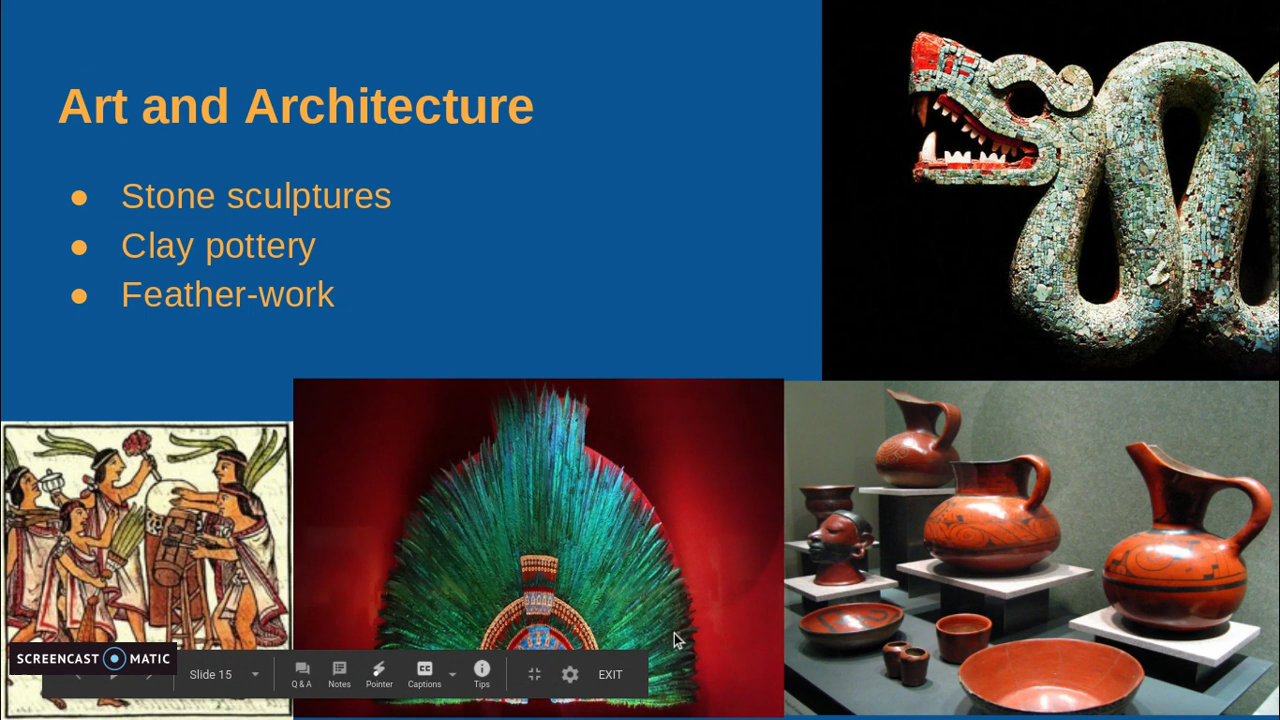 Art and Architecture
● Stone sculptures
● Clay pottery
● Feather-work
SCREENCAST MATIC
Slide 15
Q & A
Notes
Pointer
CC
Captions
Tips
EXIT